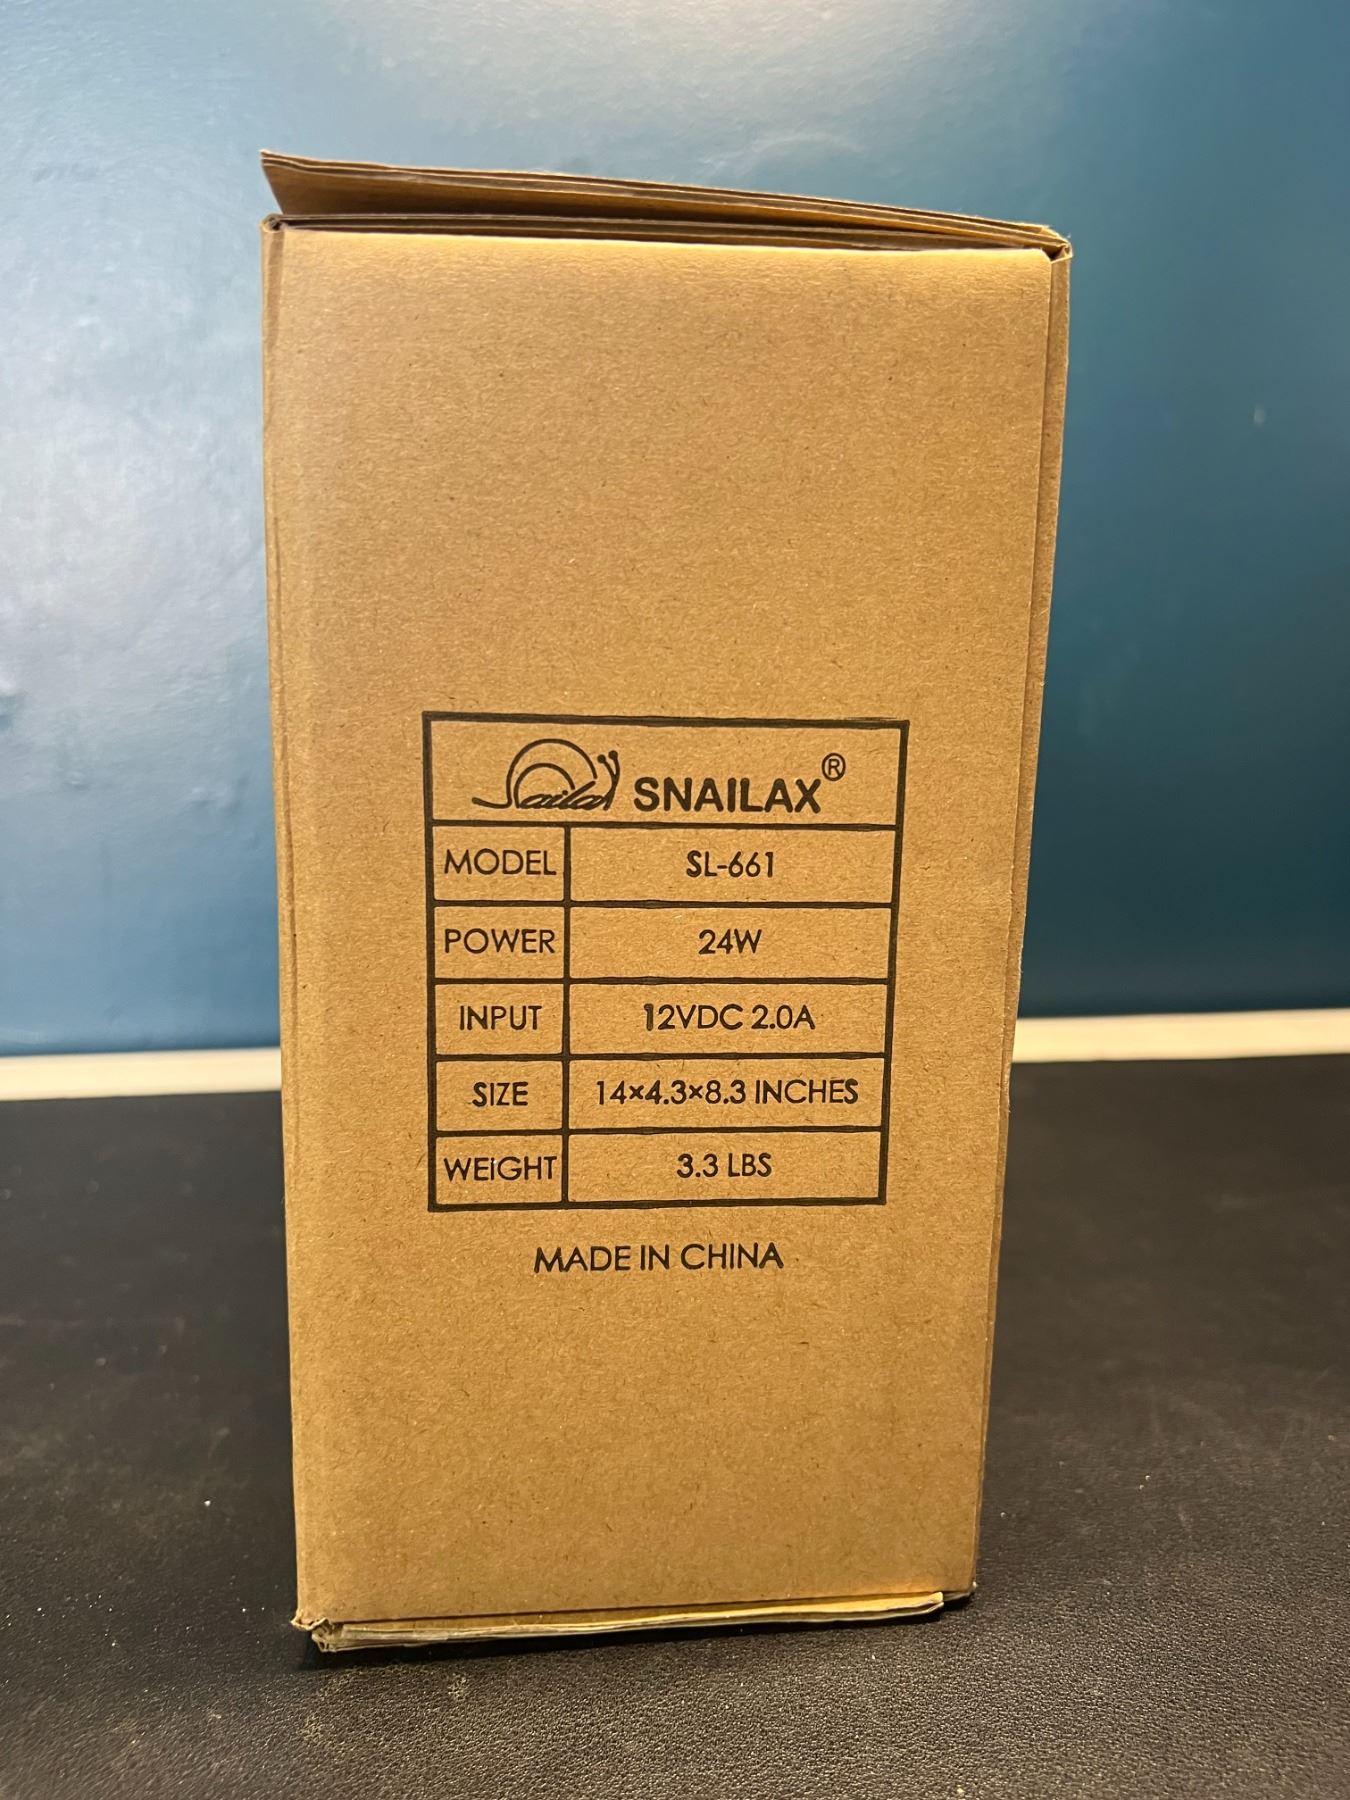 Snailax SNAILAX®
MODEL SL-661
POWER 24W
INPUT 12VDC 2.0A
SIZE 14×4.3×8.3 INCHES
WEIGHT 3.3 LBS
MADE IN CHINA